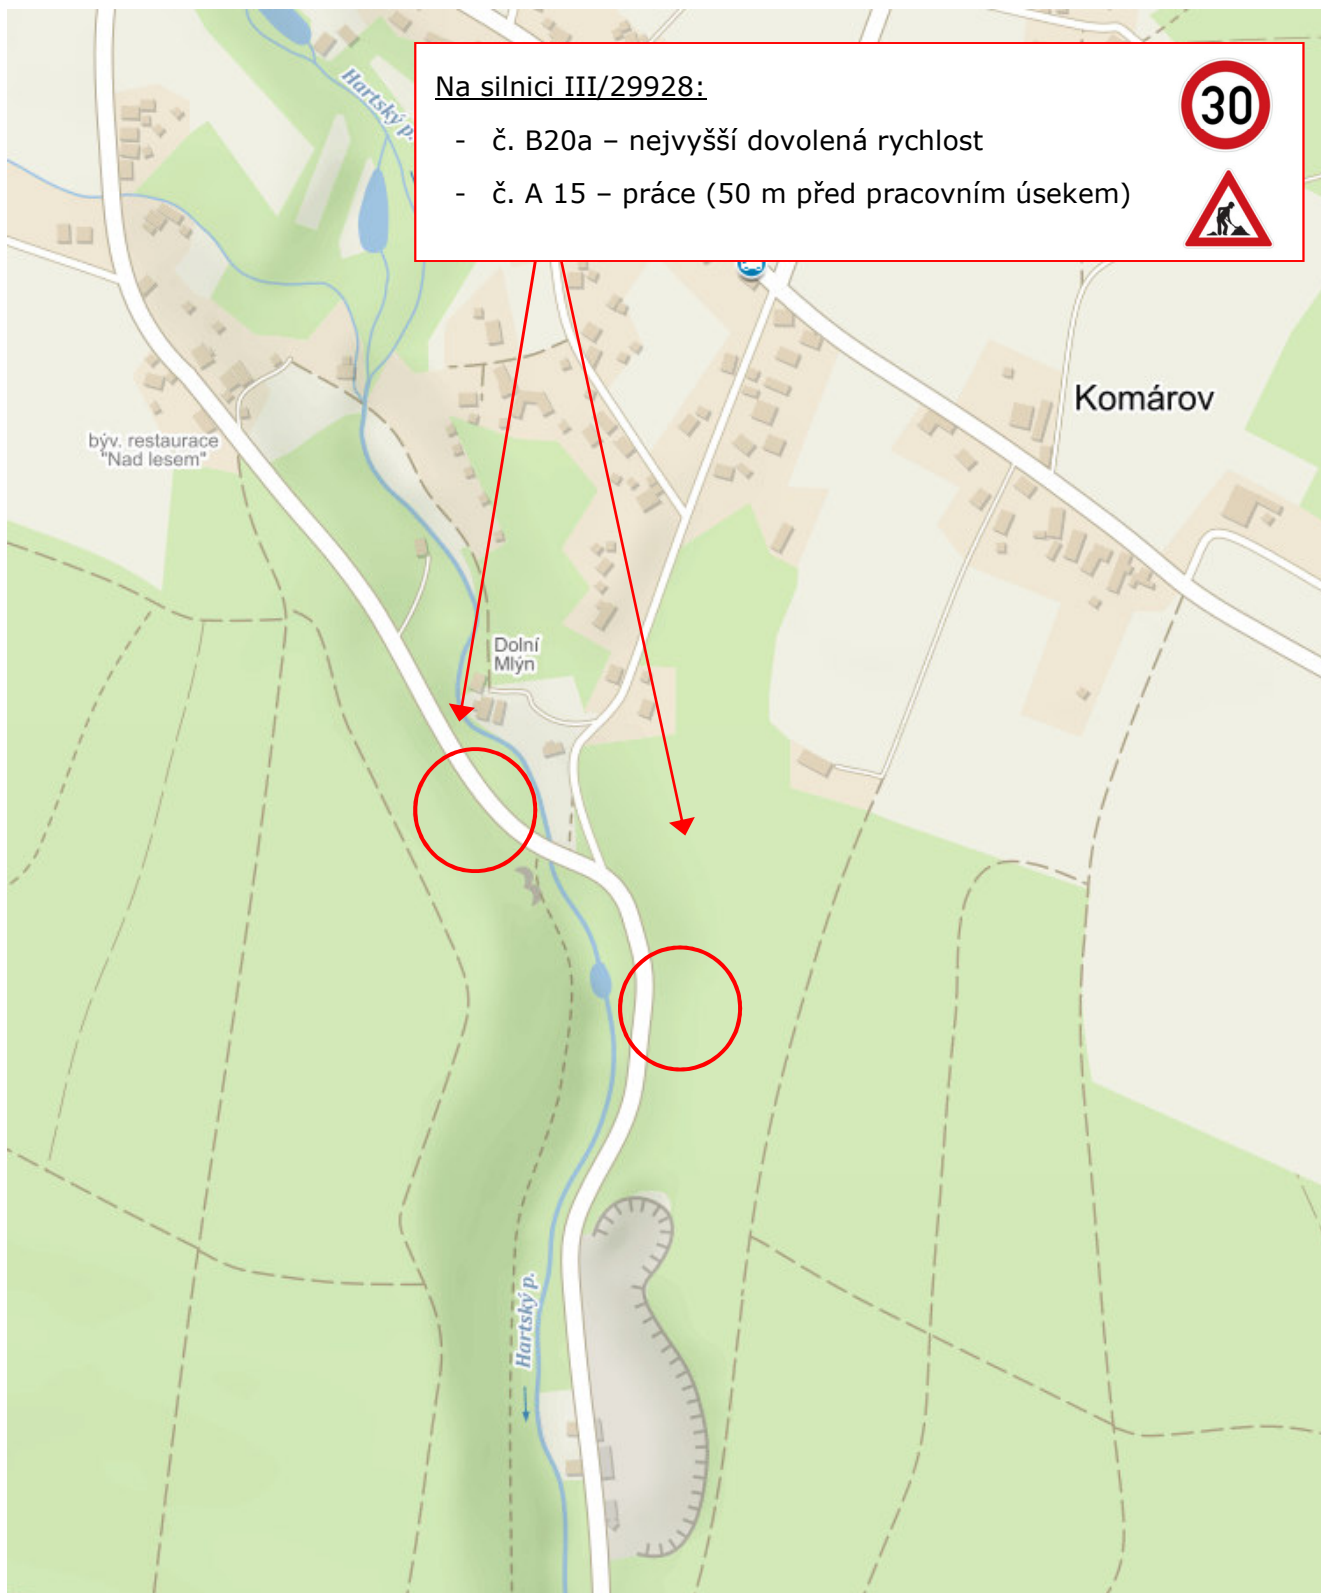 Na silnici III/29928:
- č. B20a – nejvyšší dovolená rychlost
- č. A 15 – práce (50 m před pracovním úsekem)
30
Hartský p.
Komárov
býv. restaurace
"Nad lesem"
Dolní
Mlýn
Hartský p.